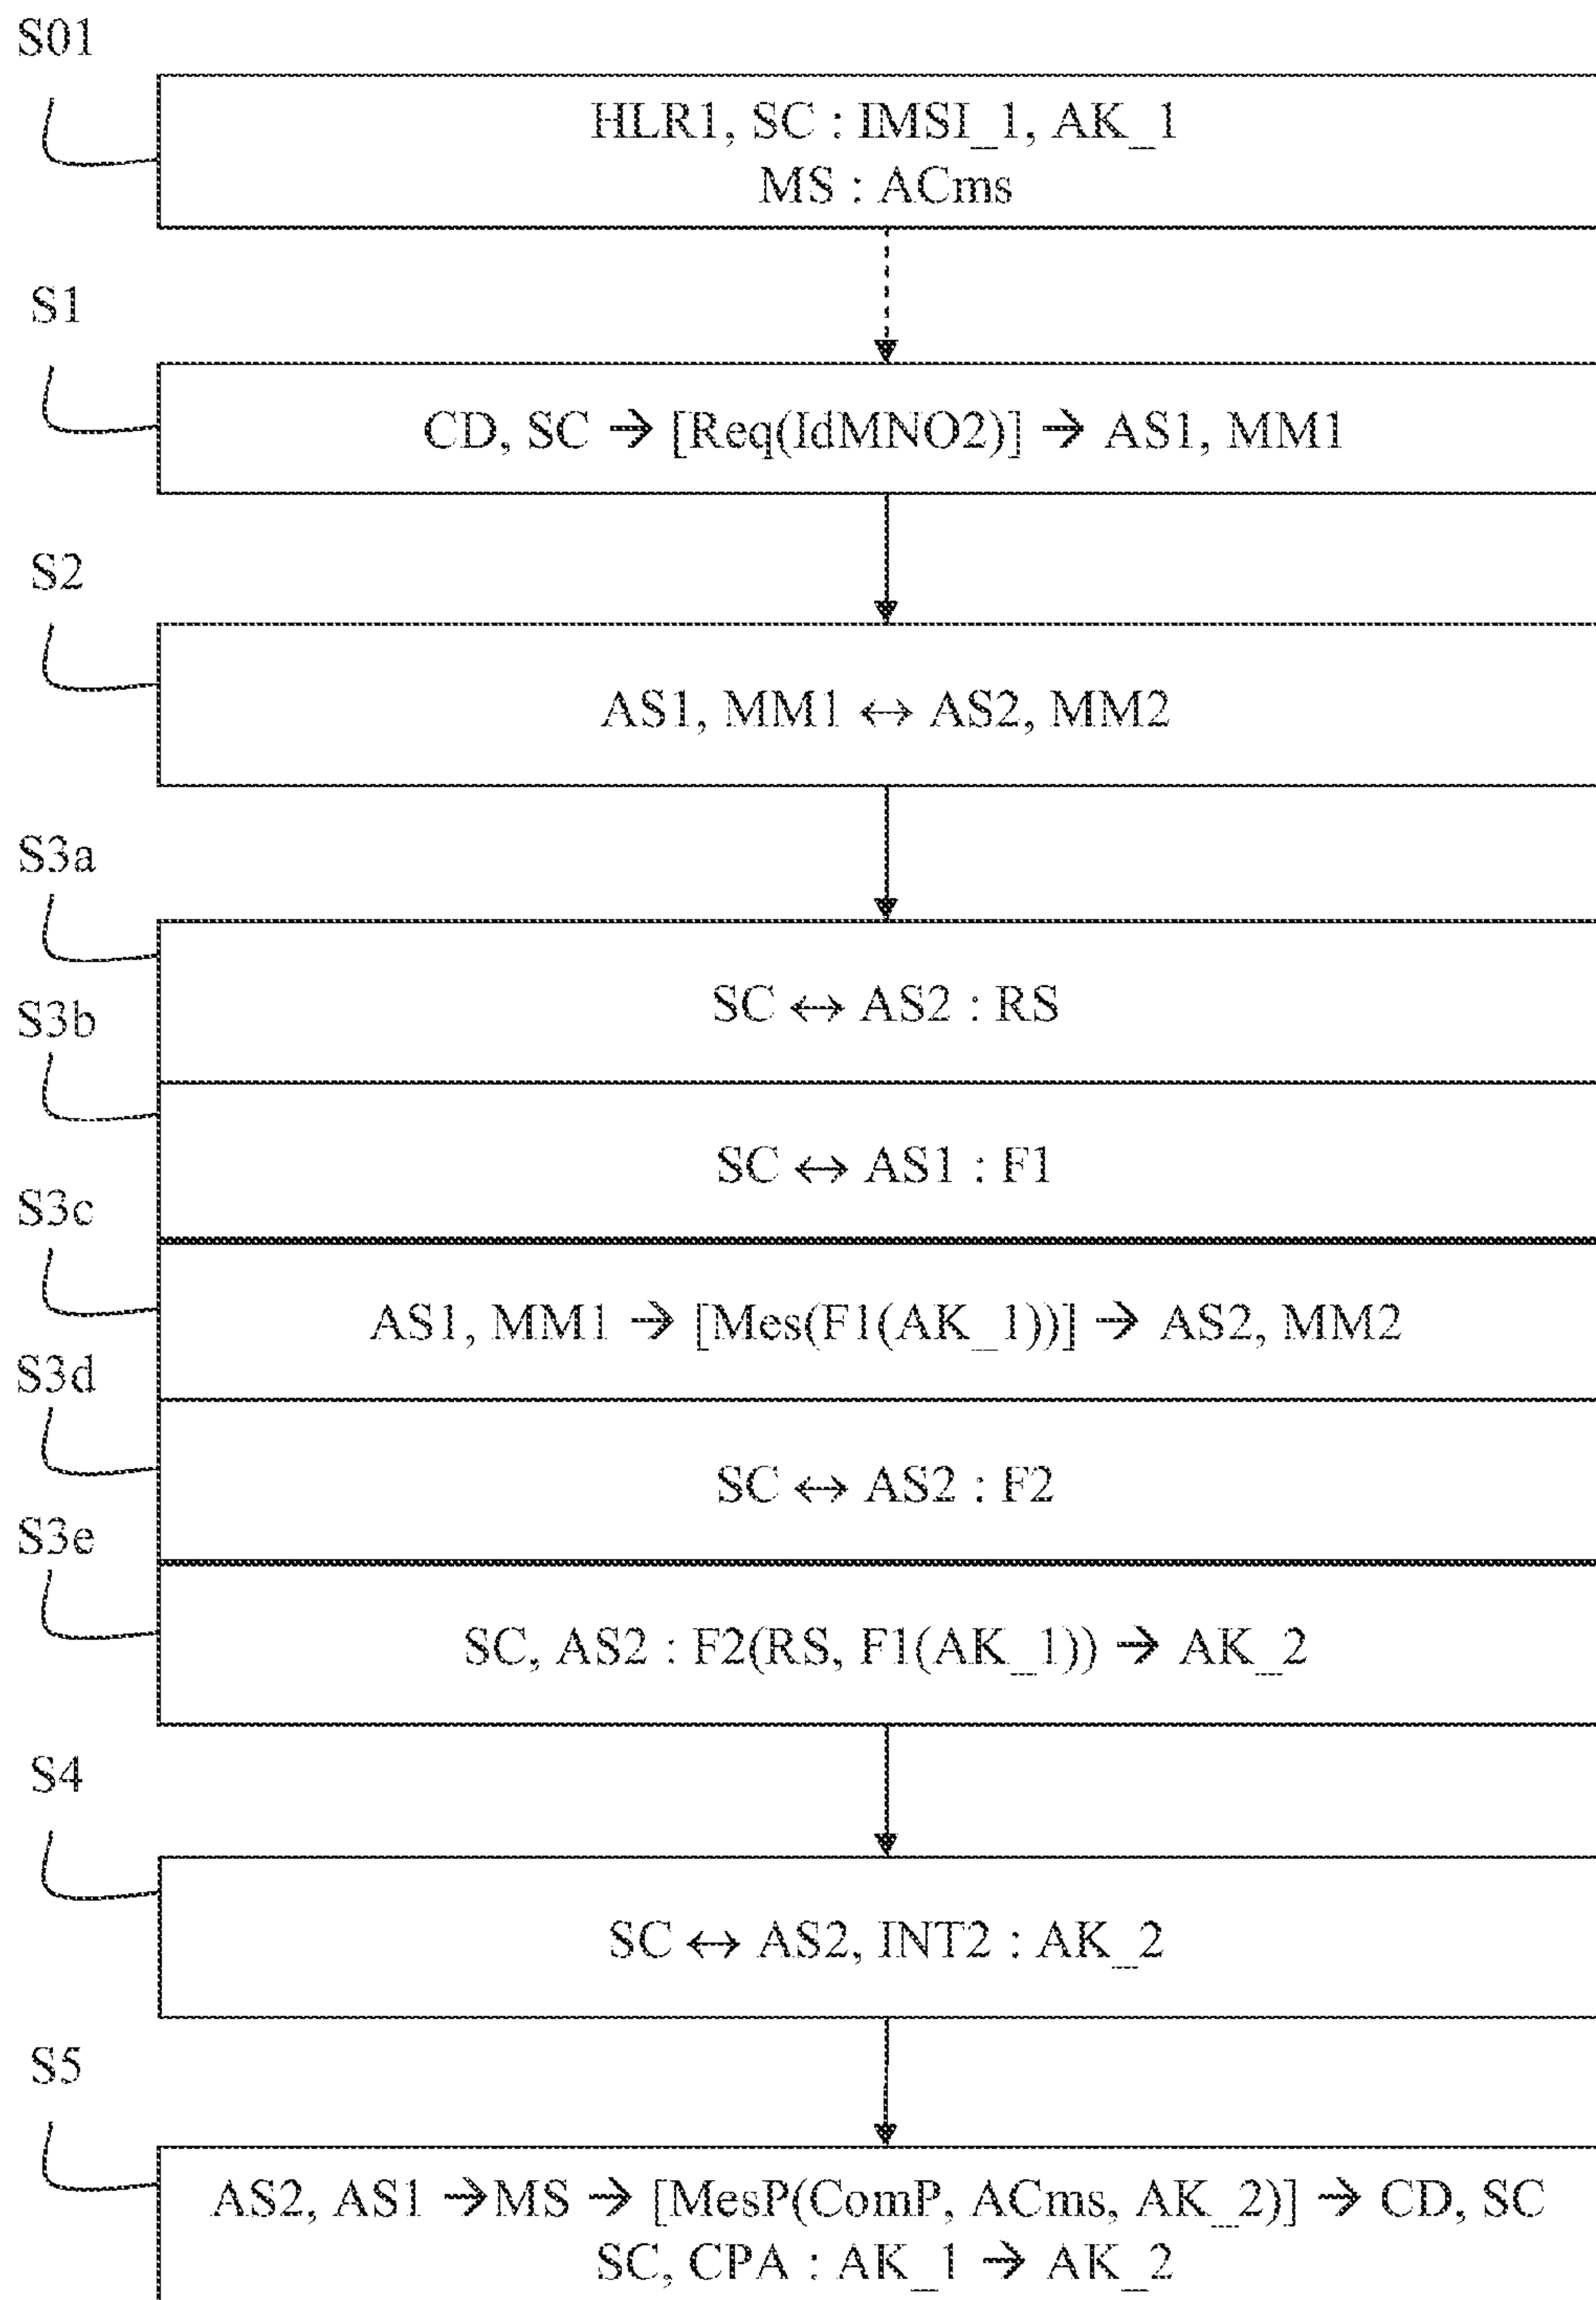 S01
HLR1, SC : IMSI_1, AK_1
MS : ACms
S1
CD, SC → [Req(IdMNO2)] → AS1, MM1
S2
AS1, MM1 ↔ AS2, MM2
S3a
SC ↔ AS2 : RS
S3b
SC ↔ AS1 : F1
S3c
AS1, MM1 → [Mes(F1(AK_1))] → AS2, MM2
S3d
SC ↔ AS2 : F2
S3e
SC, AS2 : F2(RS, F1(AK_1)) → AK_2
S4
SC ↔ AS2, INT2 : AK_2
S5
AS2, AS1 →MS → [MesP(ComP, ACms, AK_2)] → CD, SC
SC, CPA : AK_1 → AK_2